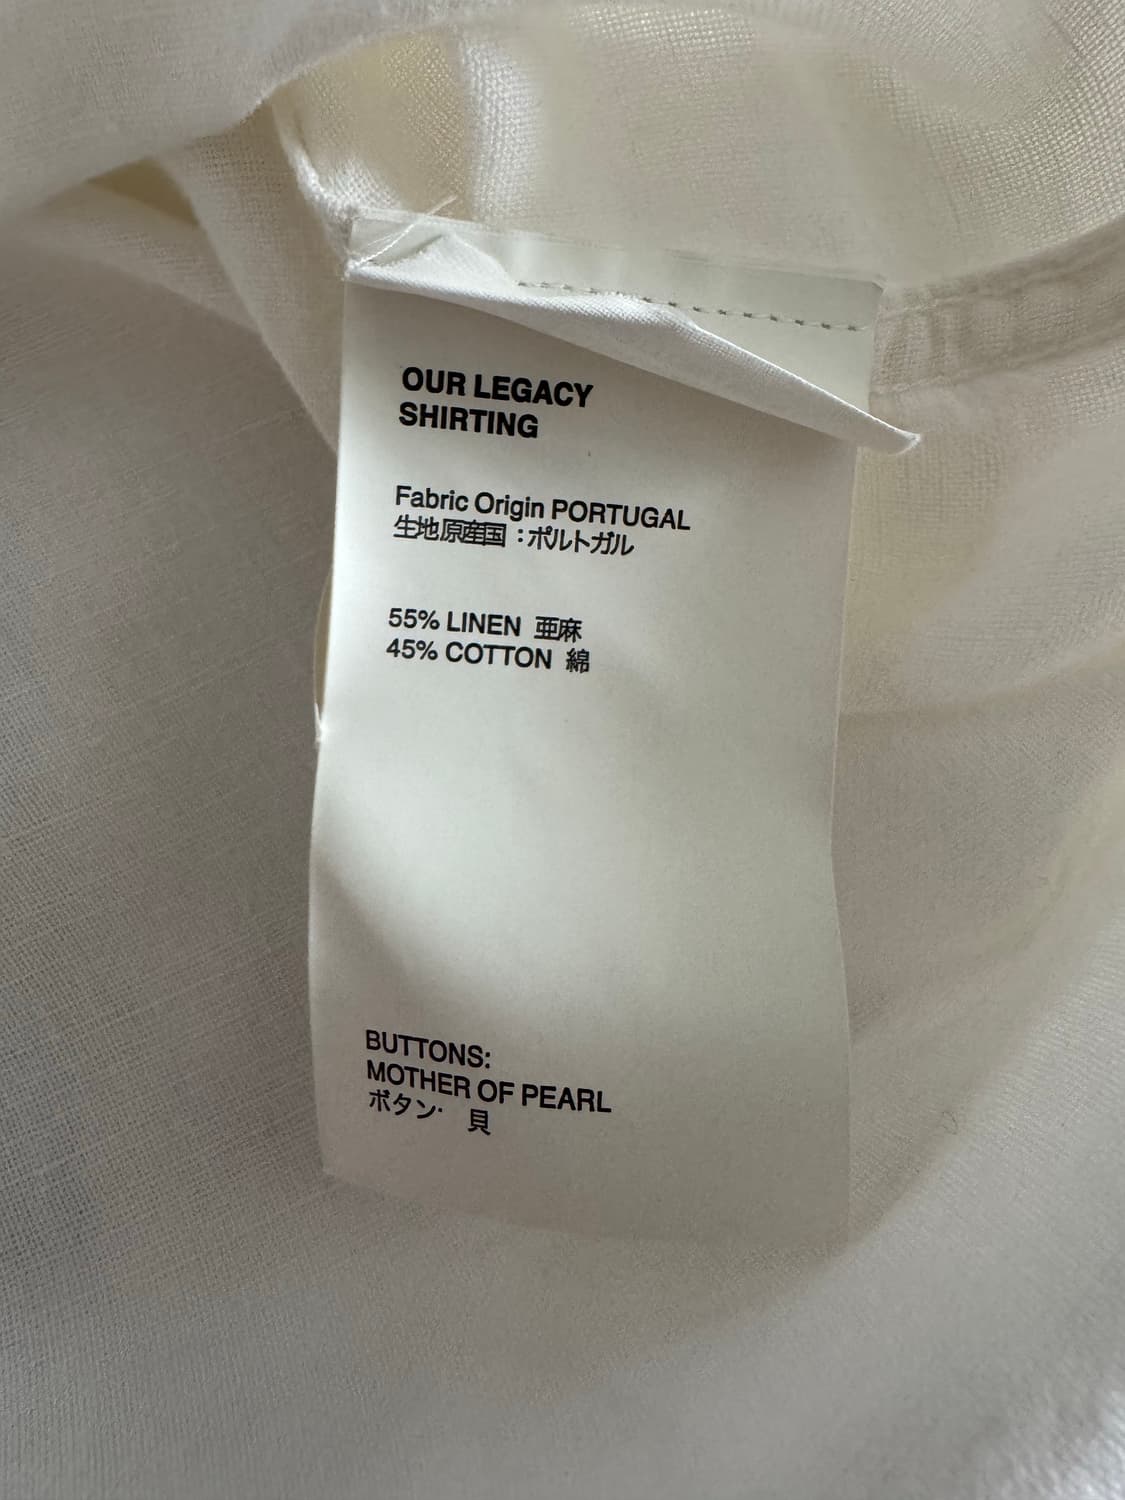 OUR LEGACY
SHIRTING
Fabric Origin PORTUGAL
生地原産国：ポルトガル
55% LINEN 亜麻
45% COTTON 綿
BUTTONS:
MOTHER OF PEARL
ボタン· 貝